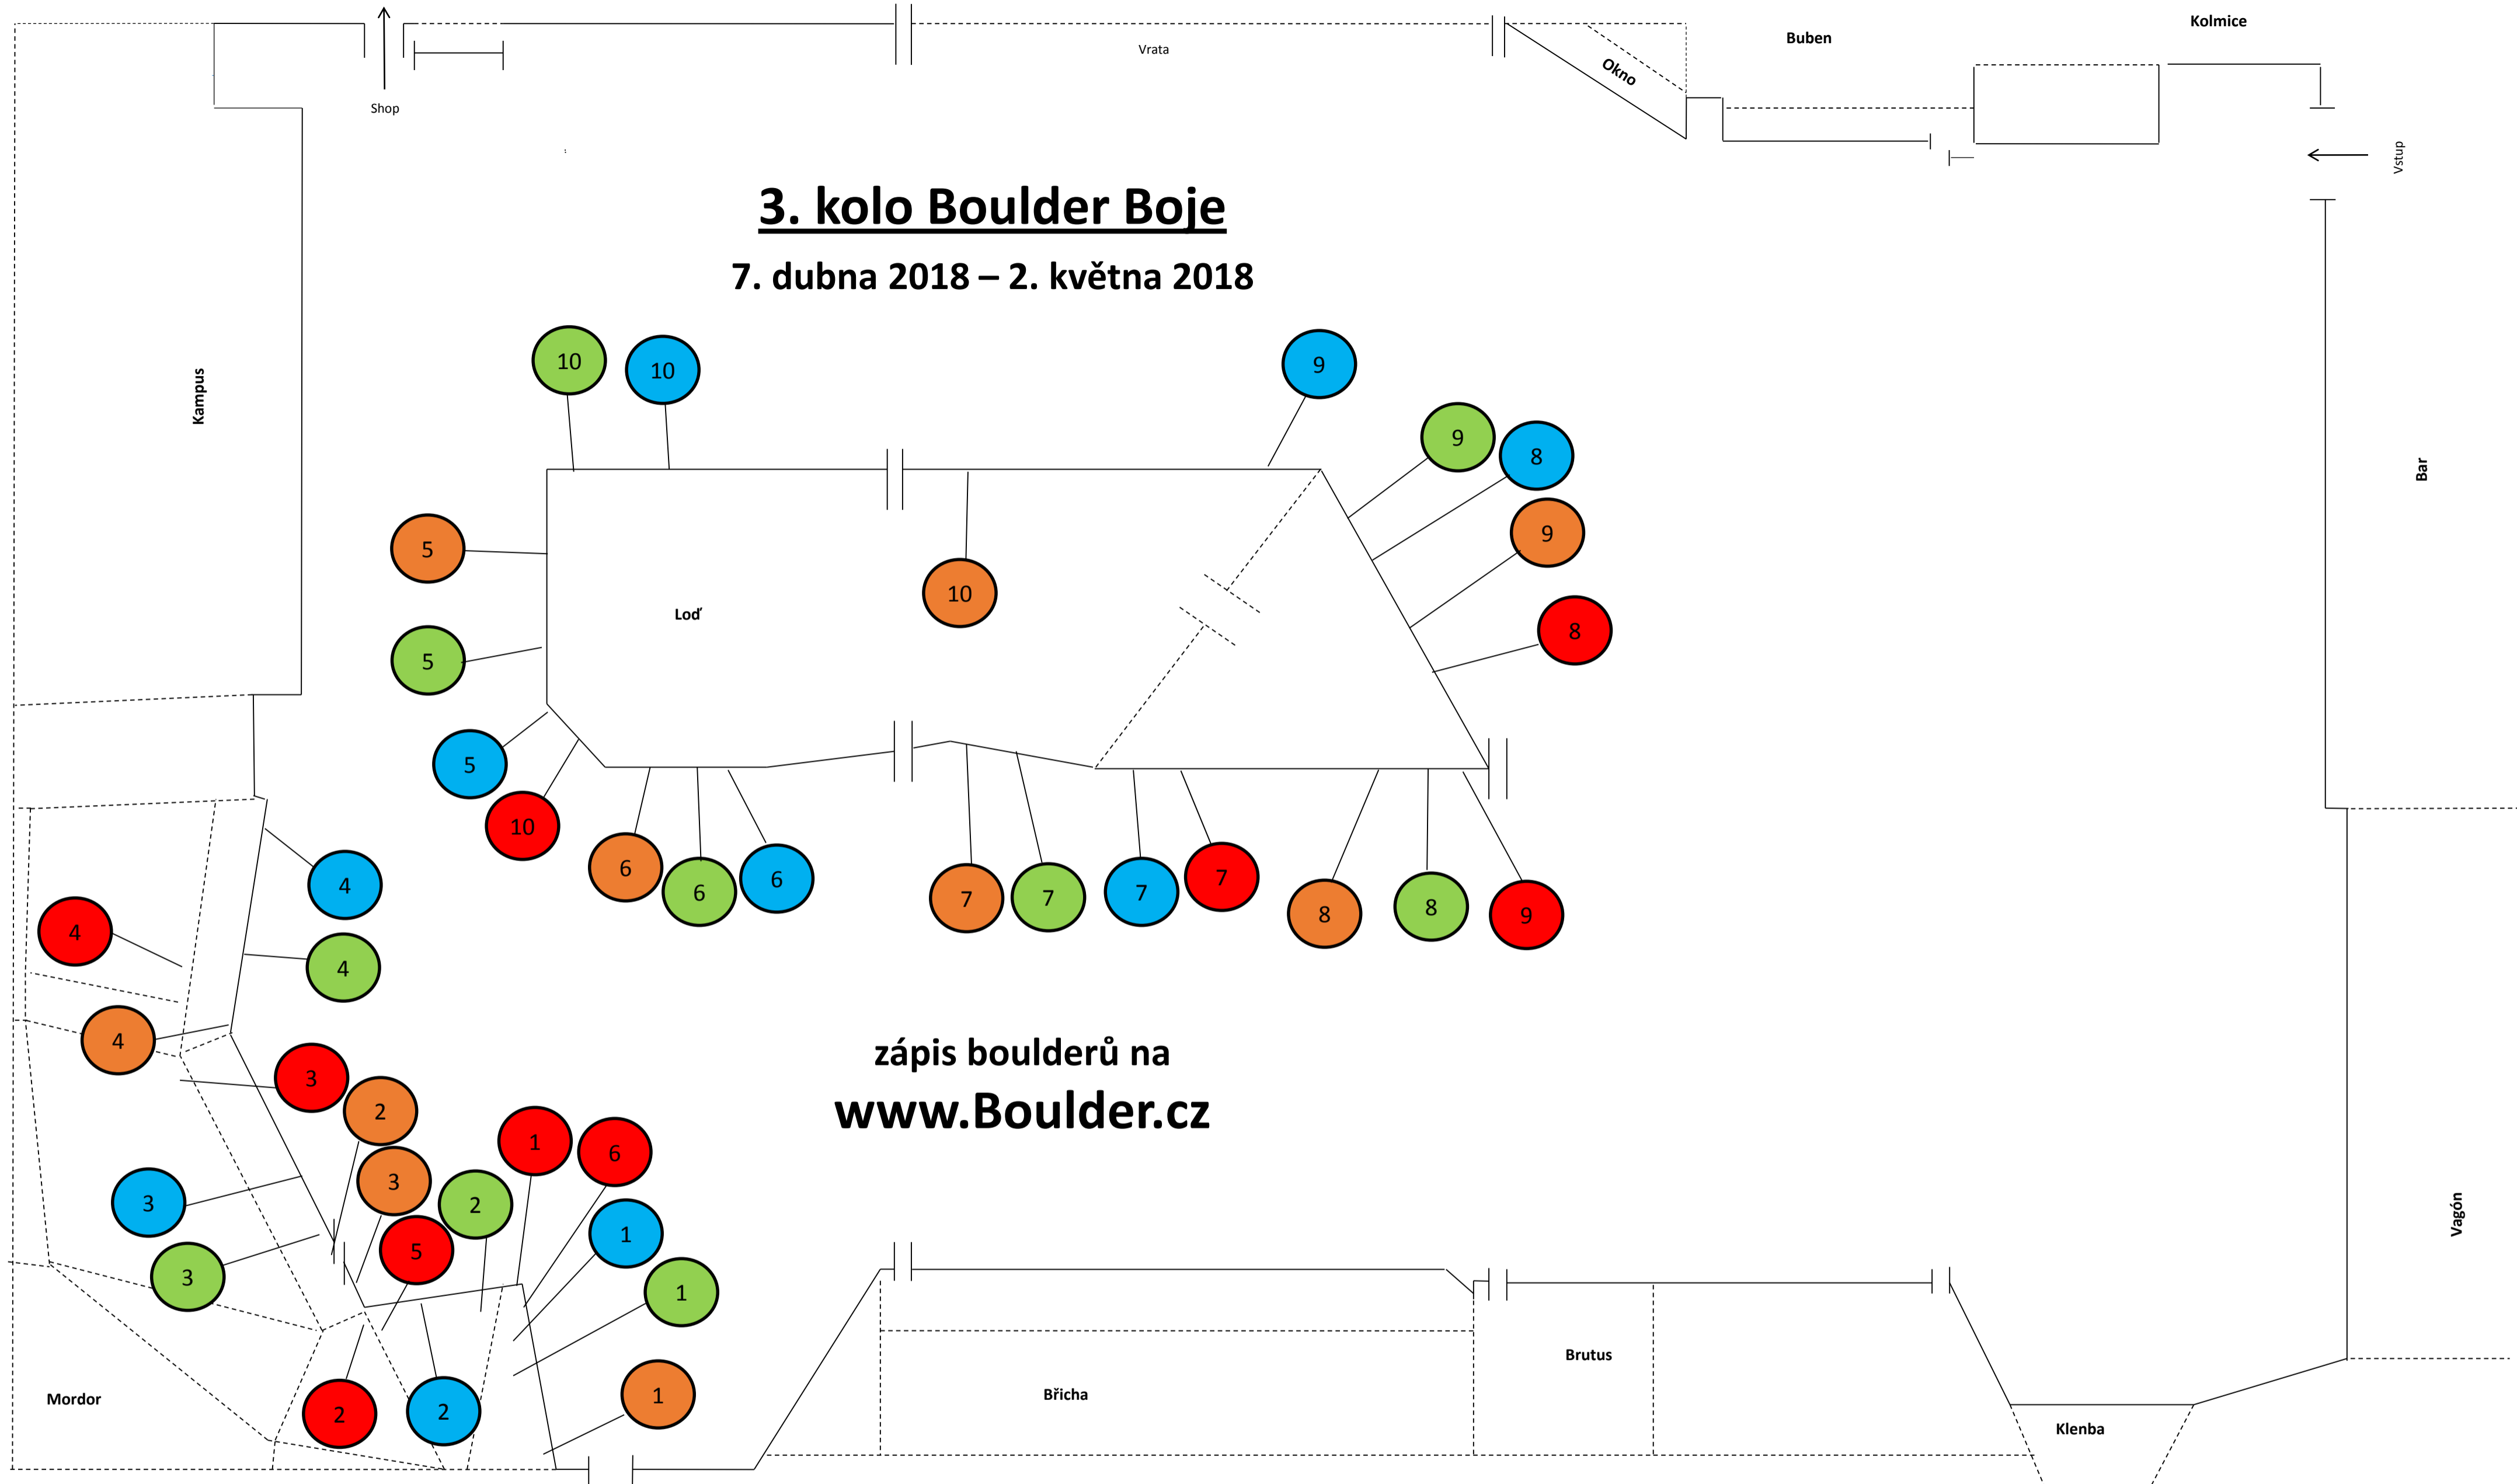 Kolmice
Buben
Vrata
Okno
Shop
Vstup
3. kolo Boulder Boje
7. dubna 2018 – 2. května 2018
10
10
9
Kampus
9
8
Bar
9
5
10
Loď
8
5
5
10
6
6
6
7
7
7
7
8
8
9
4
4
4
4
zápis boulderů na
www.Boulder.cz
3
2
1
6
3
3
2
1
5
3
1
Vagón
2
2
1
Mordor
Břicha
Brutus
Klenba